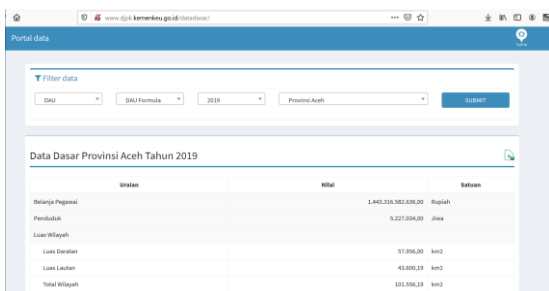 www.djpk.kemenkeu.go.id/datadasar/
Portal data
Filter data
DAU
DAU Formula
2019
Provinsi Aceh
SUBMIT
Data Dasar Provinsi Aceh Tahun 2019
Uraian Nilai Satuan
Belanja Pegawai 1.443.316.582.636,00 Rupiah
Penduduk 5.227.034,00 Jiwa
Luas Wilayah
Luas Daratan 57.956,00 km2
Luas Lautan 43.600,19 km2
Total Wilayah 101.556,19 km2